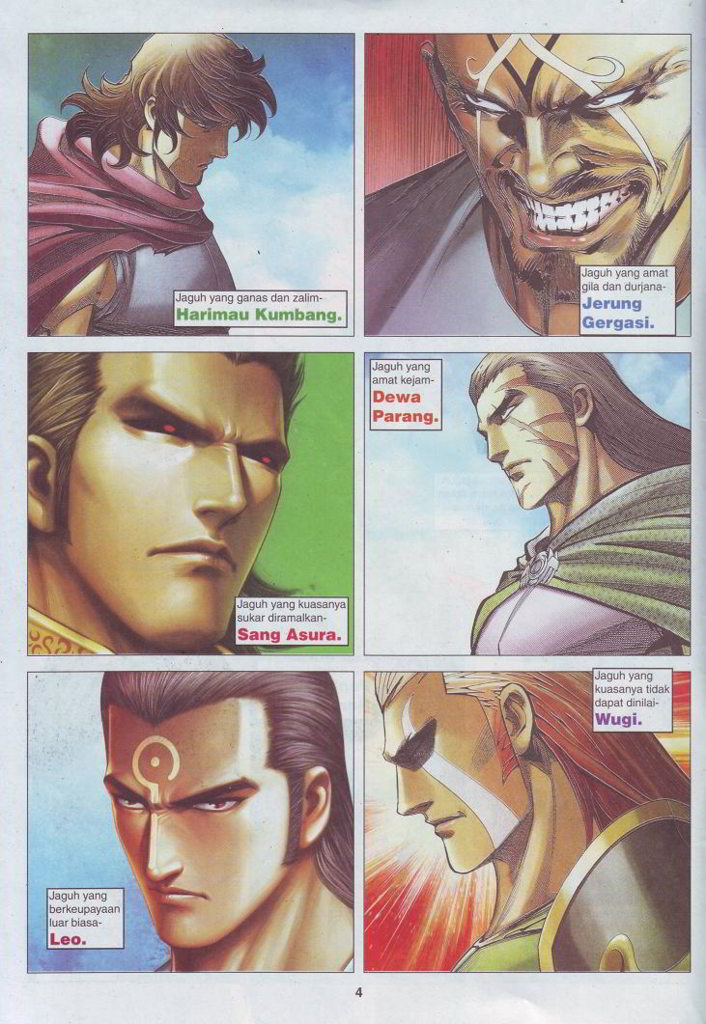 Jaguh yang ganas dan zalim-
Harimau Kumbang.
Jaguh yang amat
gila dan durjana-
Jerung
Gergasi.
Jaguh yang kuasanya
sukar diramalkan-
Sang Asura.
Jaguh yang
amat kejam-
Dewa
Parang.
Jaguh yang
berkeupayaan
luar biasa-
Leo.
Jaguh yang
kuasanya tidak
dapat dinilai-
Wugi.
4